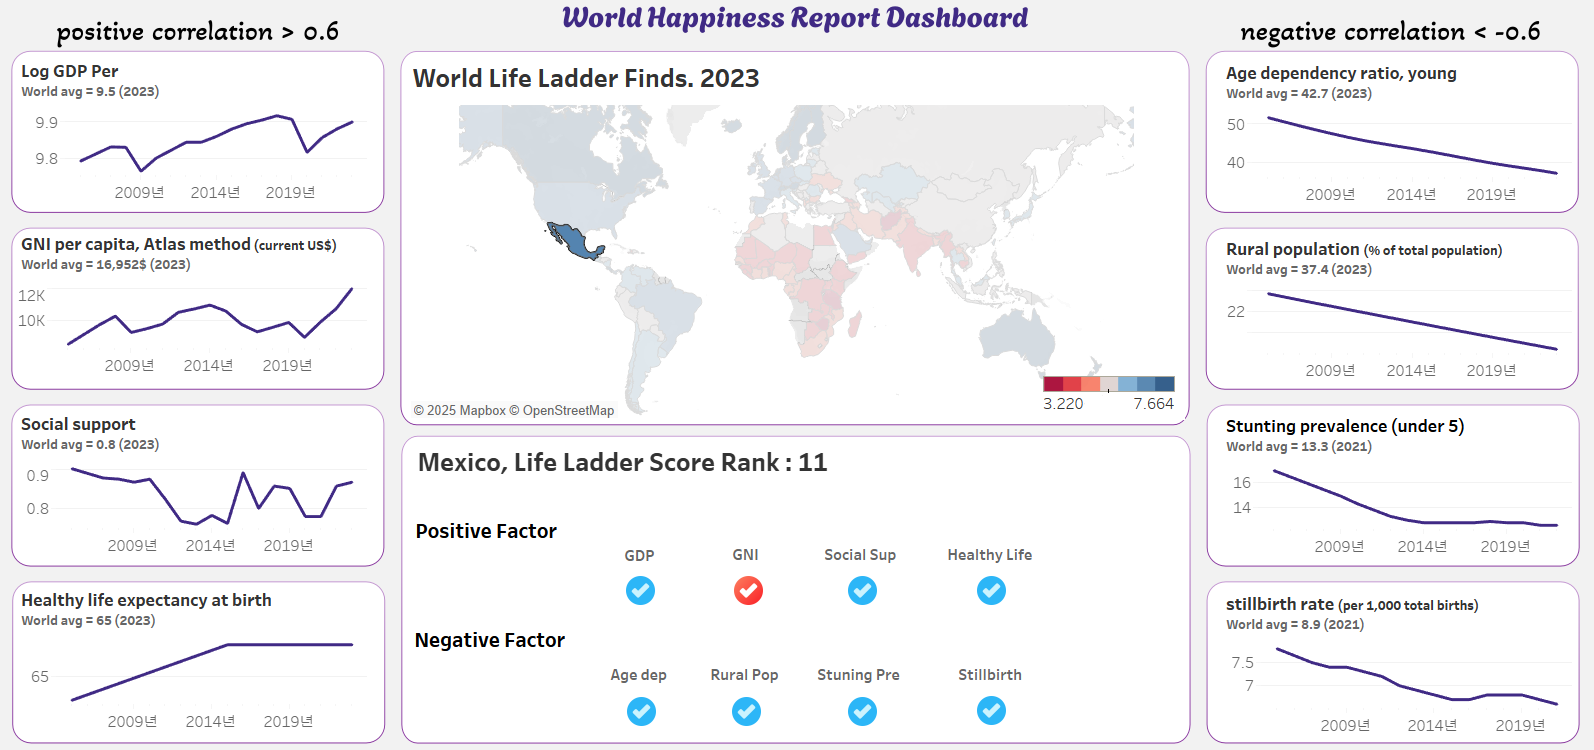 World Happiness Report Dashboard
positive correlation > 0.6
Log GDP Per
World avg = 9.5 (2023)
9.9
9.8
2009년 2014년 2019년
GNI per capita, Atlas method (current US$)
World avg = 16,952$ (2023)
12K
10K
2009년 2014년 2019년
Social support
World avg = 0.8 (2023)
0.9
0.8
2009년 2014년 2019년
Healthy life expectancy at birth
World avg = 65 (2023)
65
2009년 2014년 2019년
World Life Ladder Finds. 2023
© 2025 Mapbox © OpenStreetMap
3.220 7.664
Mexico, Life Ladder Score Rank : 11
Positive Factor
GDP GNI Social Sup Healthy Life
Negative Factor
Age dep Rural Pop Stuning Pre Stillbirth
negative correlation < -0.6
Age dependency ratio, young
World avg = 42.7 (2023)
50
40
2009년 2014년 2019년
Rural population (% of total population)
World avg = 37.4 (2023)
22
2009년 2014년 2019년
Stunting prevalence (under 5)
World avg = 13.3 (2021)
16
14
2009년 2014년 2019년
stillbirth rate (per 1,000 total births)
World avg = 8.9 (2021)
7.5
7
2009년 2014년 2019년